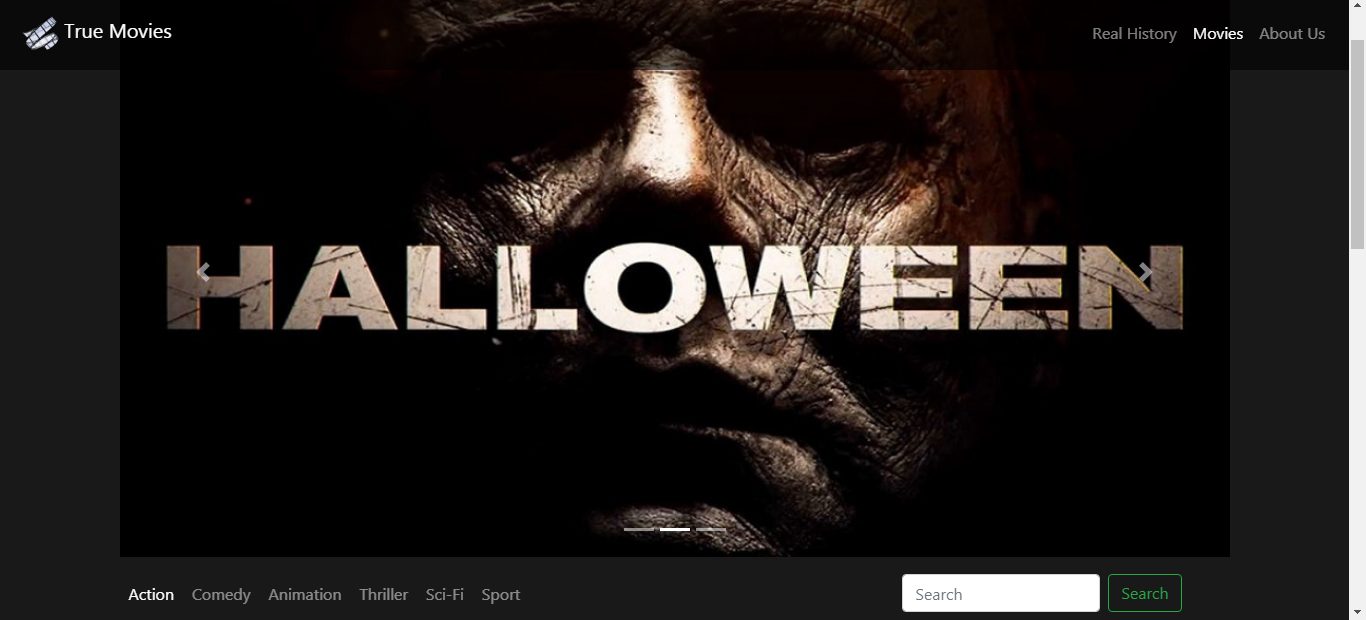 True Movies
Real History Movies About Us
HALLOWEEN
Action Comedy Animation Thriller Sci-Fi Sport
Search Search